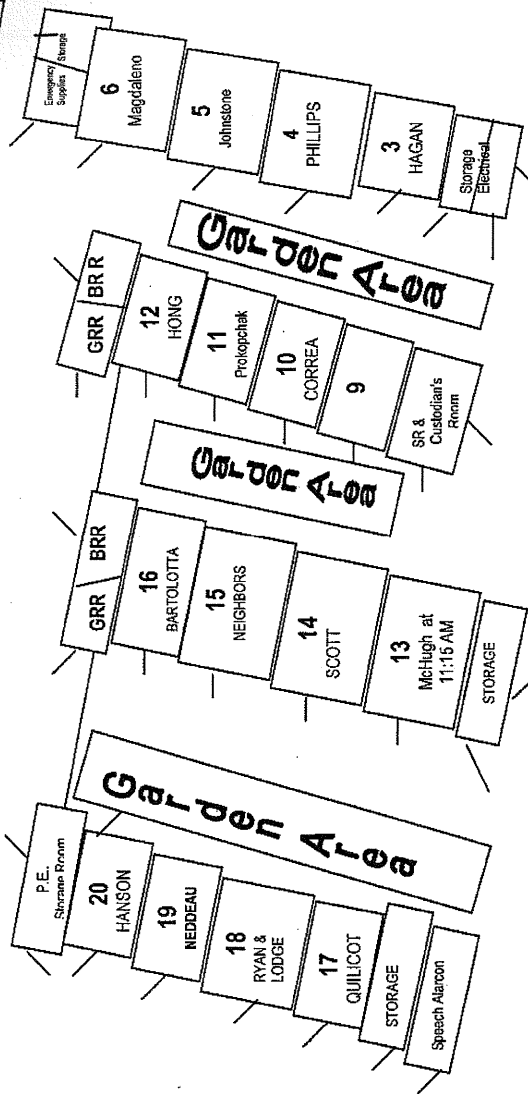 Emergency
Supplies
Storage
6
Magdaleno
5
Johnstone
4
PHILLIPS
3
HAGAN
Storage
Electrical
Garden Area
GRR
BR R
12
HONG
11
Prokopchak
10
CORREA
9
SR &
Custodian's
Room
Garden Area
GRR
BRR
16
BARTOLOTTA
15
NEIGHBORS
14
SCOTT
13
McHugh at
11:15 AM
STORAGE
Garden Area
P.E.
Storage Room
20
HANSON
19
NEDDEAU
18
RYAN &
LODGE
17
QUILICOT
STORAGE
Speech Alarcon